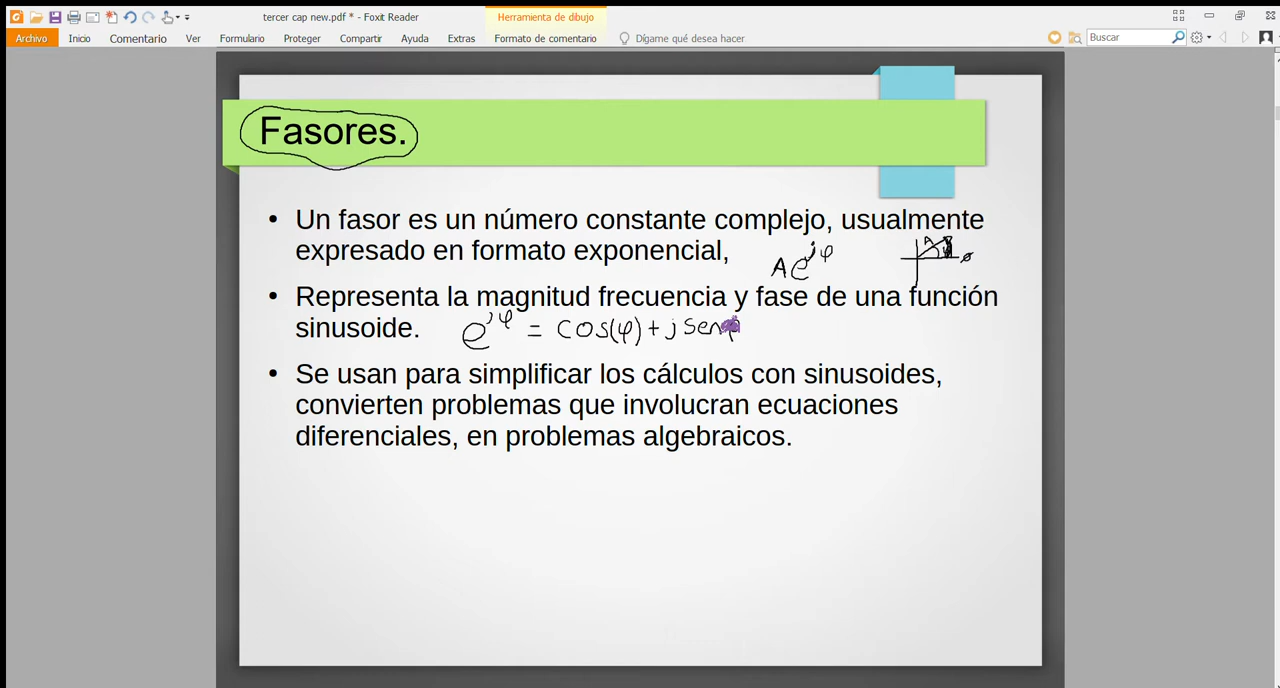 tercer cap new.pdf * - Foxit Reader
Herramienta de dibujo
Archivo Inicio Comentario Ver Formulario Proteger Compartir Ayuda Extras Formato de comentario Dígame qué desea hacer Buscar
Fasores.
• Un fasor es un número constante complejo, usualmente
expresado en formato exponencial,
A e^jφ
• Representa la magnitud frecuencia y fase de una función
sinusoide.
e^jφ = cos(φ) + j sen
• Se usan para simplificar los cálculos con sinusoides,
convierten problemas que involucran ecuaciones
diferenciales, en problemas algebraicos.